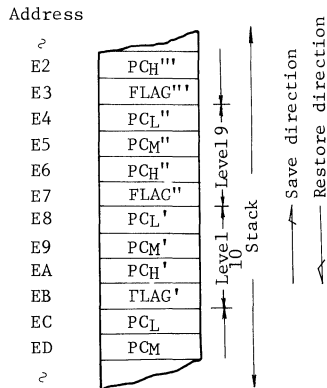 Address
E2 PCH'''
E3 FLAG'''
E4 PCL"
E5 PCM"
E6 PCH"
E7 FLAG"
E8 PCL'
E9 PCM'
EA PCH'
EB FLAG'
EC PCL
ED PCM
Level 9
Level 10
Stack
Save direction
Restore direction